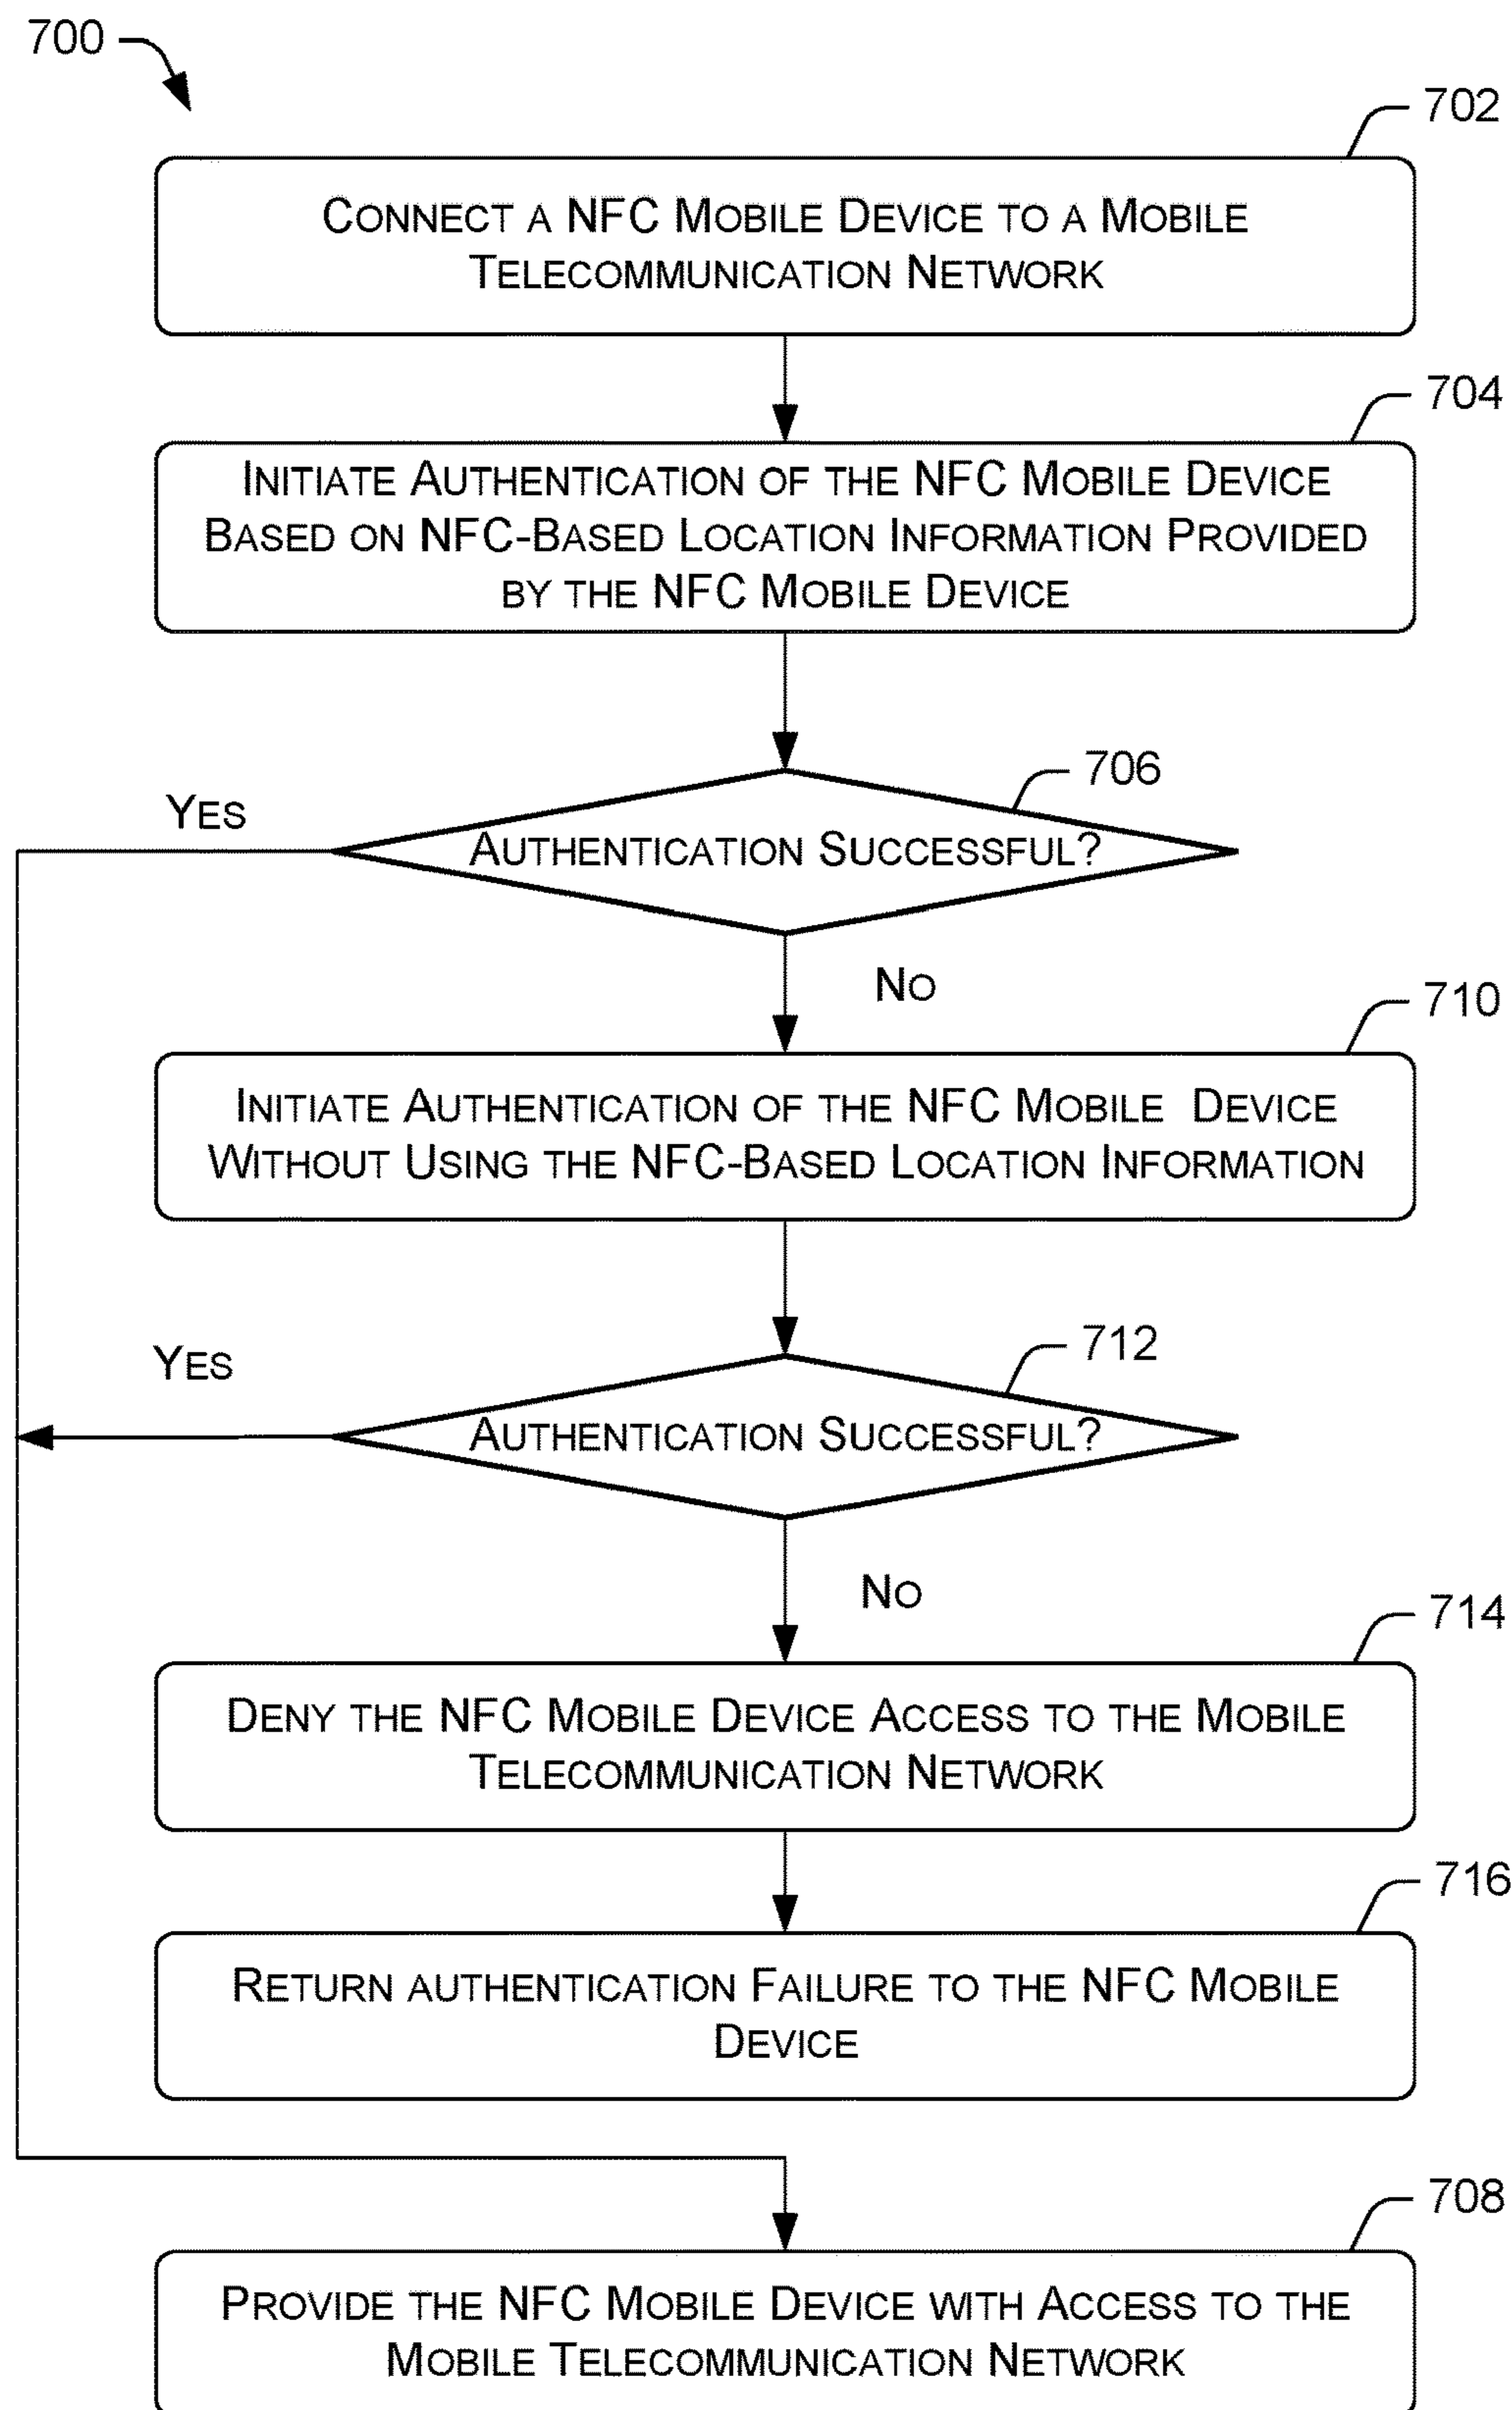 700
702
CONNECT A NFC MOBILE DEVICE TO A MOBILE
TELECOMMUNICATION NETWORK
704
INITIATE AUTHENTICATION OF THE NFC MOBILE DEVICE
BASED ON NFC-BASED LOCATION INFORMATION PROVIDED
BY THE NFC MOBILE DEVICE
706
YES
AUTHENTICATION SUCCESSFUL?
NO
710
INITIATE AUTHENTICATION OF THE NFC MOBILE DEVICE
WITHOUT USING THE NFC-BASED LOCATION INFORMATION
712
YES
AUTHENTICATION SUCCESSFUL?
NO
714
DENY THE NFC MOBILE DEVICE ACCESS TO THE MOBILE
TELECOMMUNICATION NETWORK
716
RETURN AUTHENTICATION FAILURE TO THE NFC MOBILE
DEVICE
708
PROVIDE THE NFC MOBILE DEVICE WITH ACCESS TO THE
MOBILE TELECOMMUNICATION NETWORK